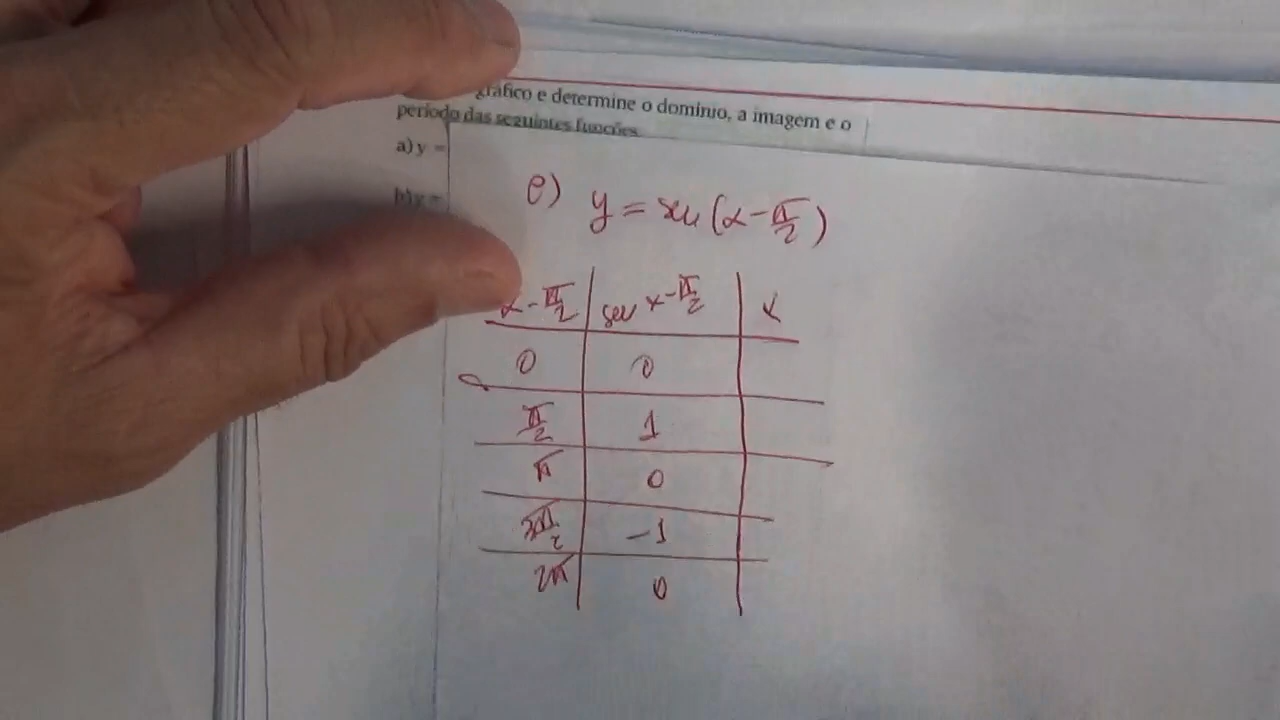 gráfico e determine o domínio, a imagem e o
período das seguintes funções
a) y =
b) y =
e) y = sen (x - π/2)
x - π/2 | sen x - π/2 | x
0 | 0
π/2 | 1
π | 0
3π/2 | -1
2π | 0